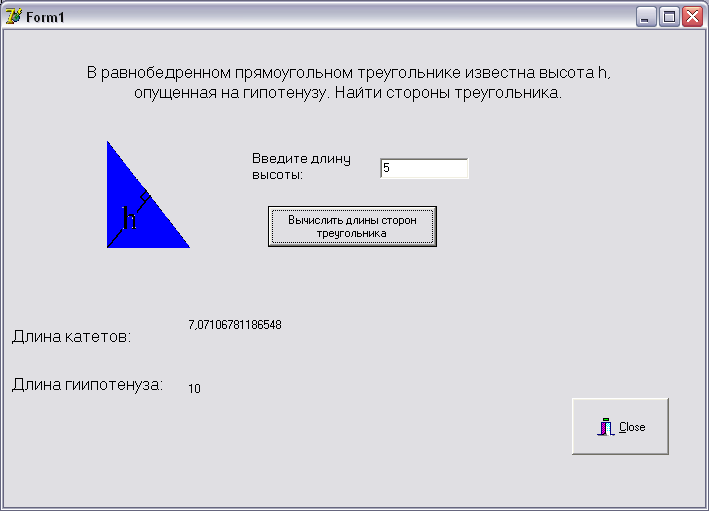 Form1
В равнобедренном прямоугольном треугольнике известна высота h,
опущенная на гипотенузу. Найти стороны треугольника.
Введите длину
высоты:
5
h
Вычислить длины сторон
треугольника
7,07106781186548
Длина катетов:
Длина гиипотенуза:
10
Close